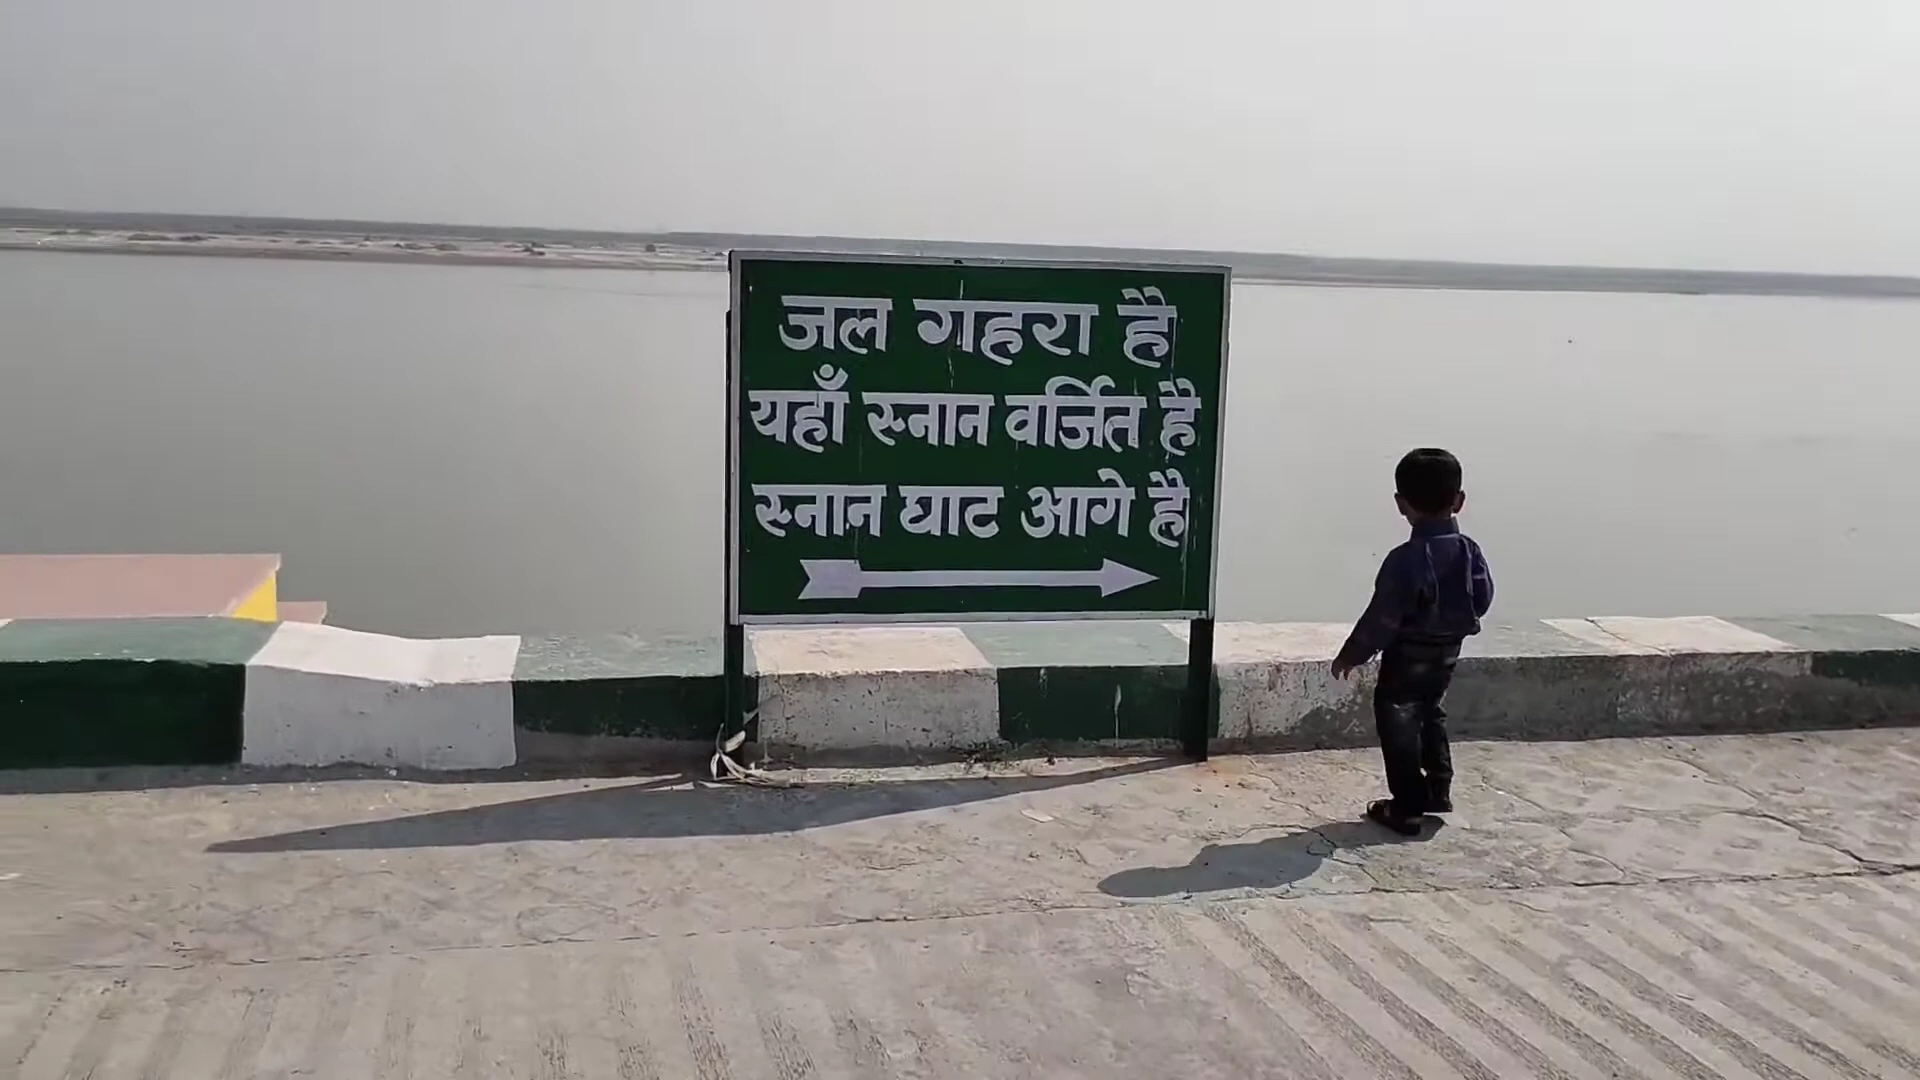 जल गहरा है
यहाँ स्नान वर्जित है
स्नान घाट आगे है